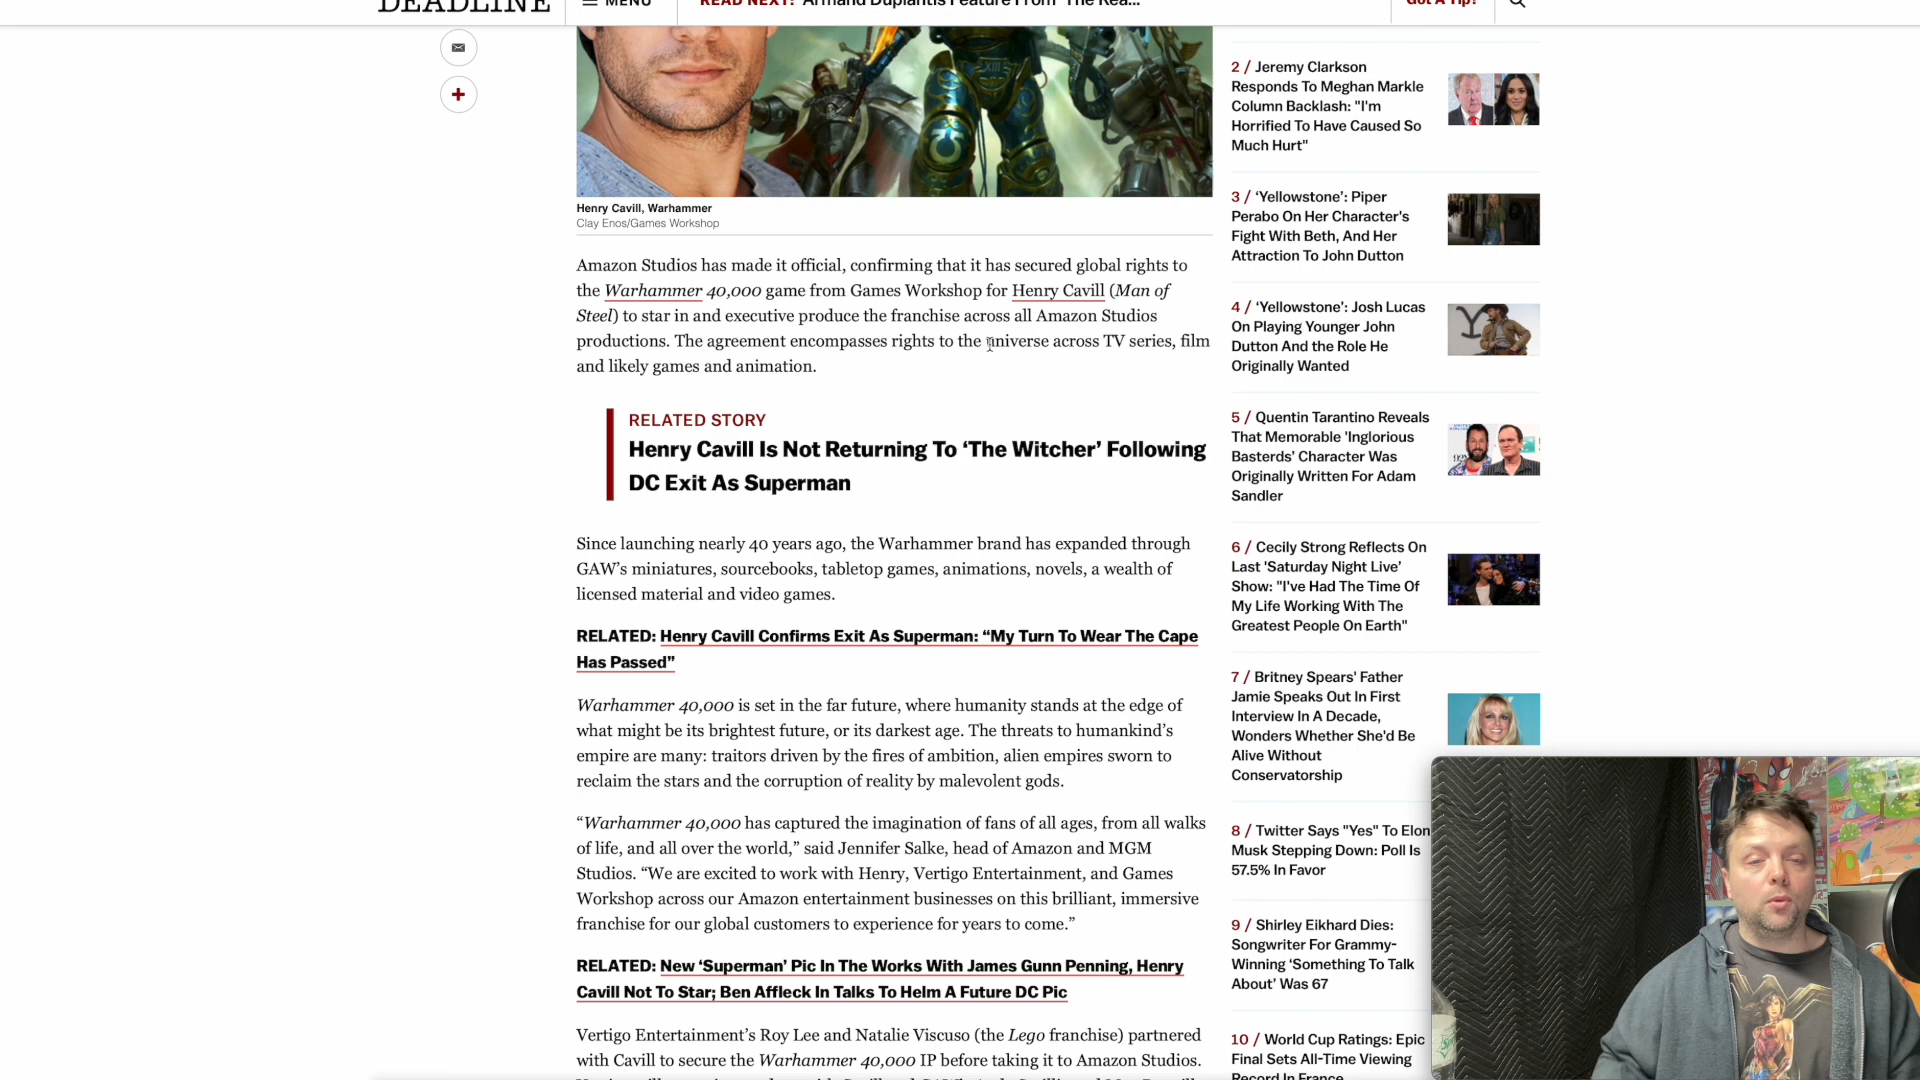 DEADLINE
MENU
READ NEXT: Armand Duplantis Feature From 'The Rea...
Got A Tip?
Henry Cavill, Warhammer
Clay Enos/Games Workshop
Amazon Studios has made it official, confirming that it has secured global rights to
the Warhammer 40,000 game from Games Workshop for Henry Cavill (Man of
Steel) to star in and executive produce the franchise across all Amazon Studios
productions. The agreement encompasses rights to the universe across TV series, film
and likely games and animation.
RELATED STORY
Henry Cavill Is Not Returning To ‘The Witcher’ Following
DC Exit As Superman
Since launching nearly 40 years ago, the Warhammer brand has expanded through
GAW’s miniatures, sourcebooks, tabletop games, animations, novels, a wealth of
licensed material and video games.
RELATED: Henry Cavill Confirms Exit As Superman: “My Turn To Wear The Cape
Has Passed”
Warhammer 40,000 is set in the far future, where humanity stands at the edge of
what might be its brightest future, or its darkest age. The threats to humankind’s
empire are many: traitors driven by the fires of ambition, alien empires sworn to
reclaim the stars and the corruption of reality by malevolent gods.
“Warhammer 40,000 has captured the imagination of fans of all ages, from all walks
of life, and all over the world,” said Jennifer Salke, head of Amazon and MGM
Studios. “We are excited to work with Henry, Vertigo Entertainment, and Games
Workshop across our Amazon entertainment businesses on this brilliant, immersive
franchise for our global customers to experience for years to come.”
RELATED: New ‘Superman’ Pic In The Works With James Gunn Penning, Henry
Cavill Not To Star; Ben Affleck In Talks To Helm A Future DC Pic
Vertigo Entertainment’s Roy Lee and Natalie Viscuso (the Lego franchise) partnered
with Cavill to secure the Warhammer 40,000 IP before taking it to Amazon Studios.
2 / Jeremy Clarkson
Responds To Meghan Markle
Column Backlash: "I'm
Horrified To Have Caused So
Much Hurt"
3 / ‘Yellowstone’: Piper
Perabo On Her Character's
Fight With Beth, And Her
Attraction To John Dutton
4 / ‘Yellowstone’: Josh Lucas
On Playing Younger John
Dutton And the Role He
Originally Wanted
5 / Quentin Tarantino Reveals
That Memorable 'Inglorious
Basterds’ Character Was
Originally Written For Adam
Sandler
6 / Cecily Strong Reflects On
Last 'Saturday Night Live’
Show: "I've Had The Time Of
My Life Working With The
Greatest People On Earth"
7 / Britney Spears' Father
Jamie Speaks Out In First
Interview In A Decade,
Wonders Whether She'd Be
Alive Without
Conservatorship
8 / Twitter Says "Yes" To Elon
Musk Stepping Down: Poll Is
57.5% In Favor
9 / Shirley Eikhard Dies:
Songwriter For Grammy-
Winning ‘Something To Talk
About’ Was 67
10 / World Cup Ratings: Epic
Final Sets All-Time Viewing
Record In France